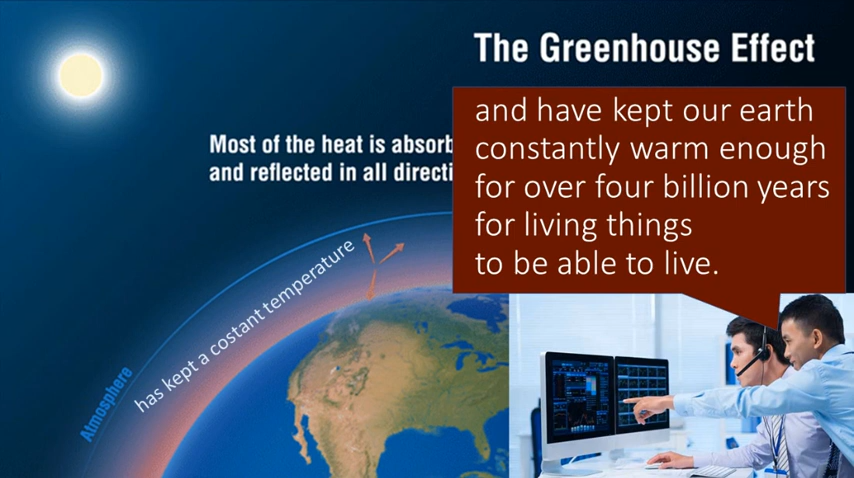 The Greenhouse Effect
Most of the heat is absorb
and reflected in all directi
and have kept our earth
constantly warm enough
for over four billion years
for living things
to be able to live.
has kept a costant temperature
Atmosphere